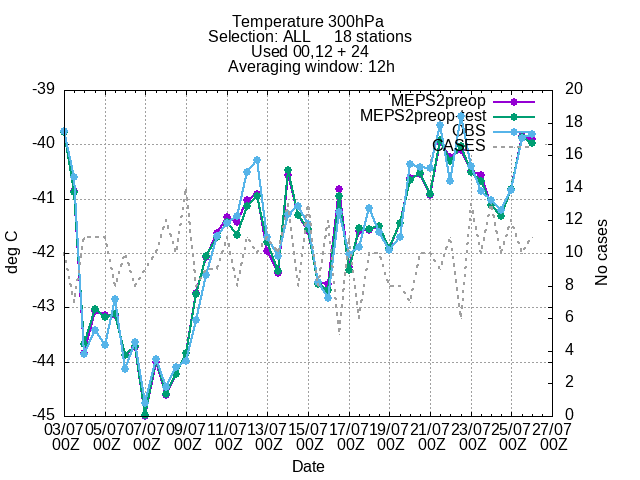 Temperature 300hPa
Selection: ALL 18 stations
Used 00,12 + 24
Averaging window: 12h
MEPS2preop
MEPS2preop-test
OBS
CASES
-39
-40
-41
-42
-43
-44
-45
deg C
20
18
16
14
12
10
8
6
4
2
0
No cases
03/07 05/07 07/07 09/07 11/07 13/07 15/07 17/07 19/07 21/07 23/07 25/07 27/07
00Z 00Z 00Z 00Z 00Z 00Z 00Z 00Z 00Z 00Z 00Z 00Z 00Z
Date